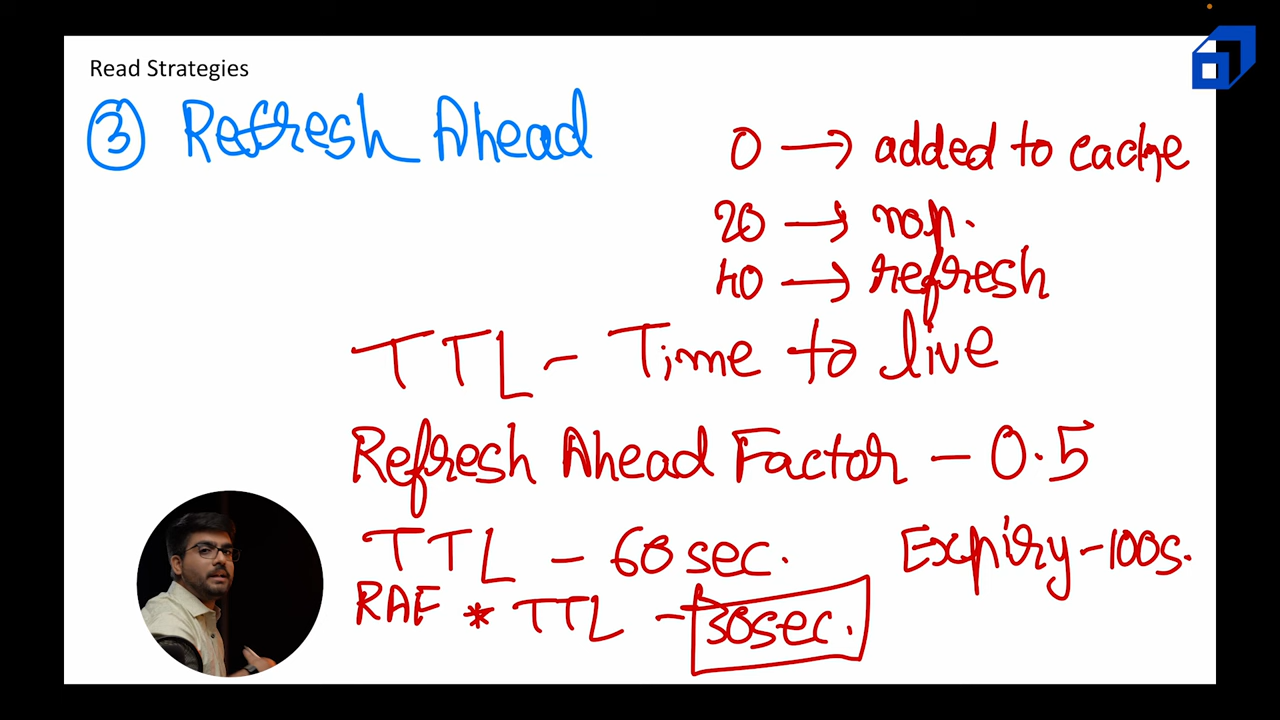 Read Strategies
3 Refresh Ahead
0 → added to cache
20 → nop.
40 → refresh
TTL - Time to live
Refresh Ahead Factor - 0.5
TTL - 60 sec. Expiry - 100s.
RAF * TTL - 30sec.